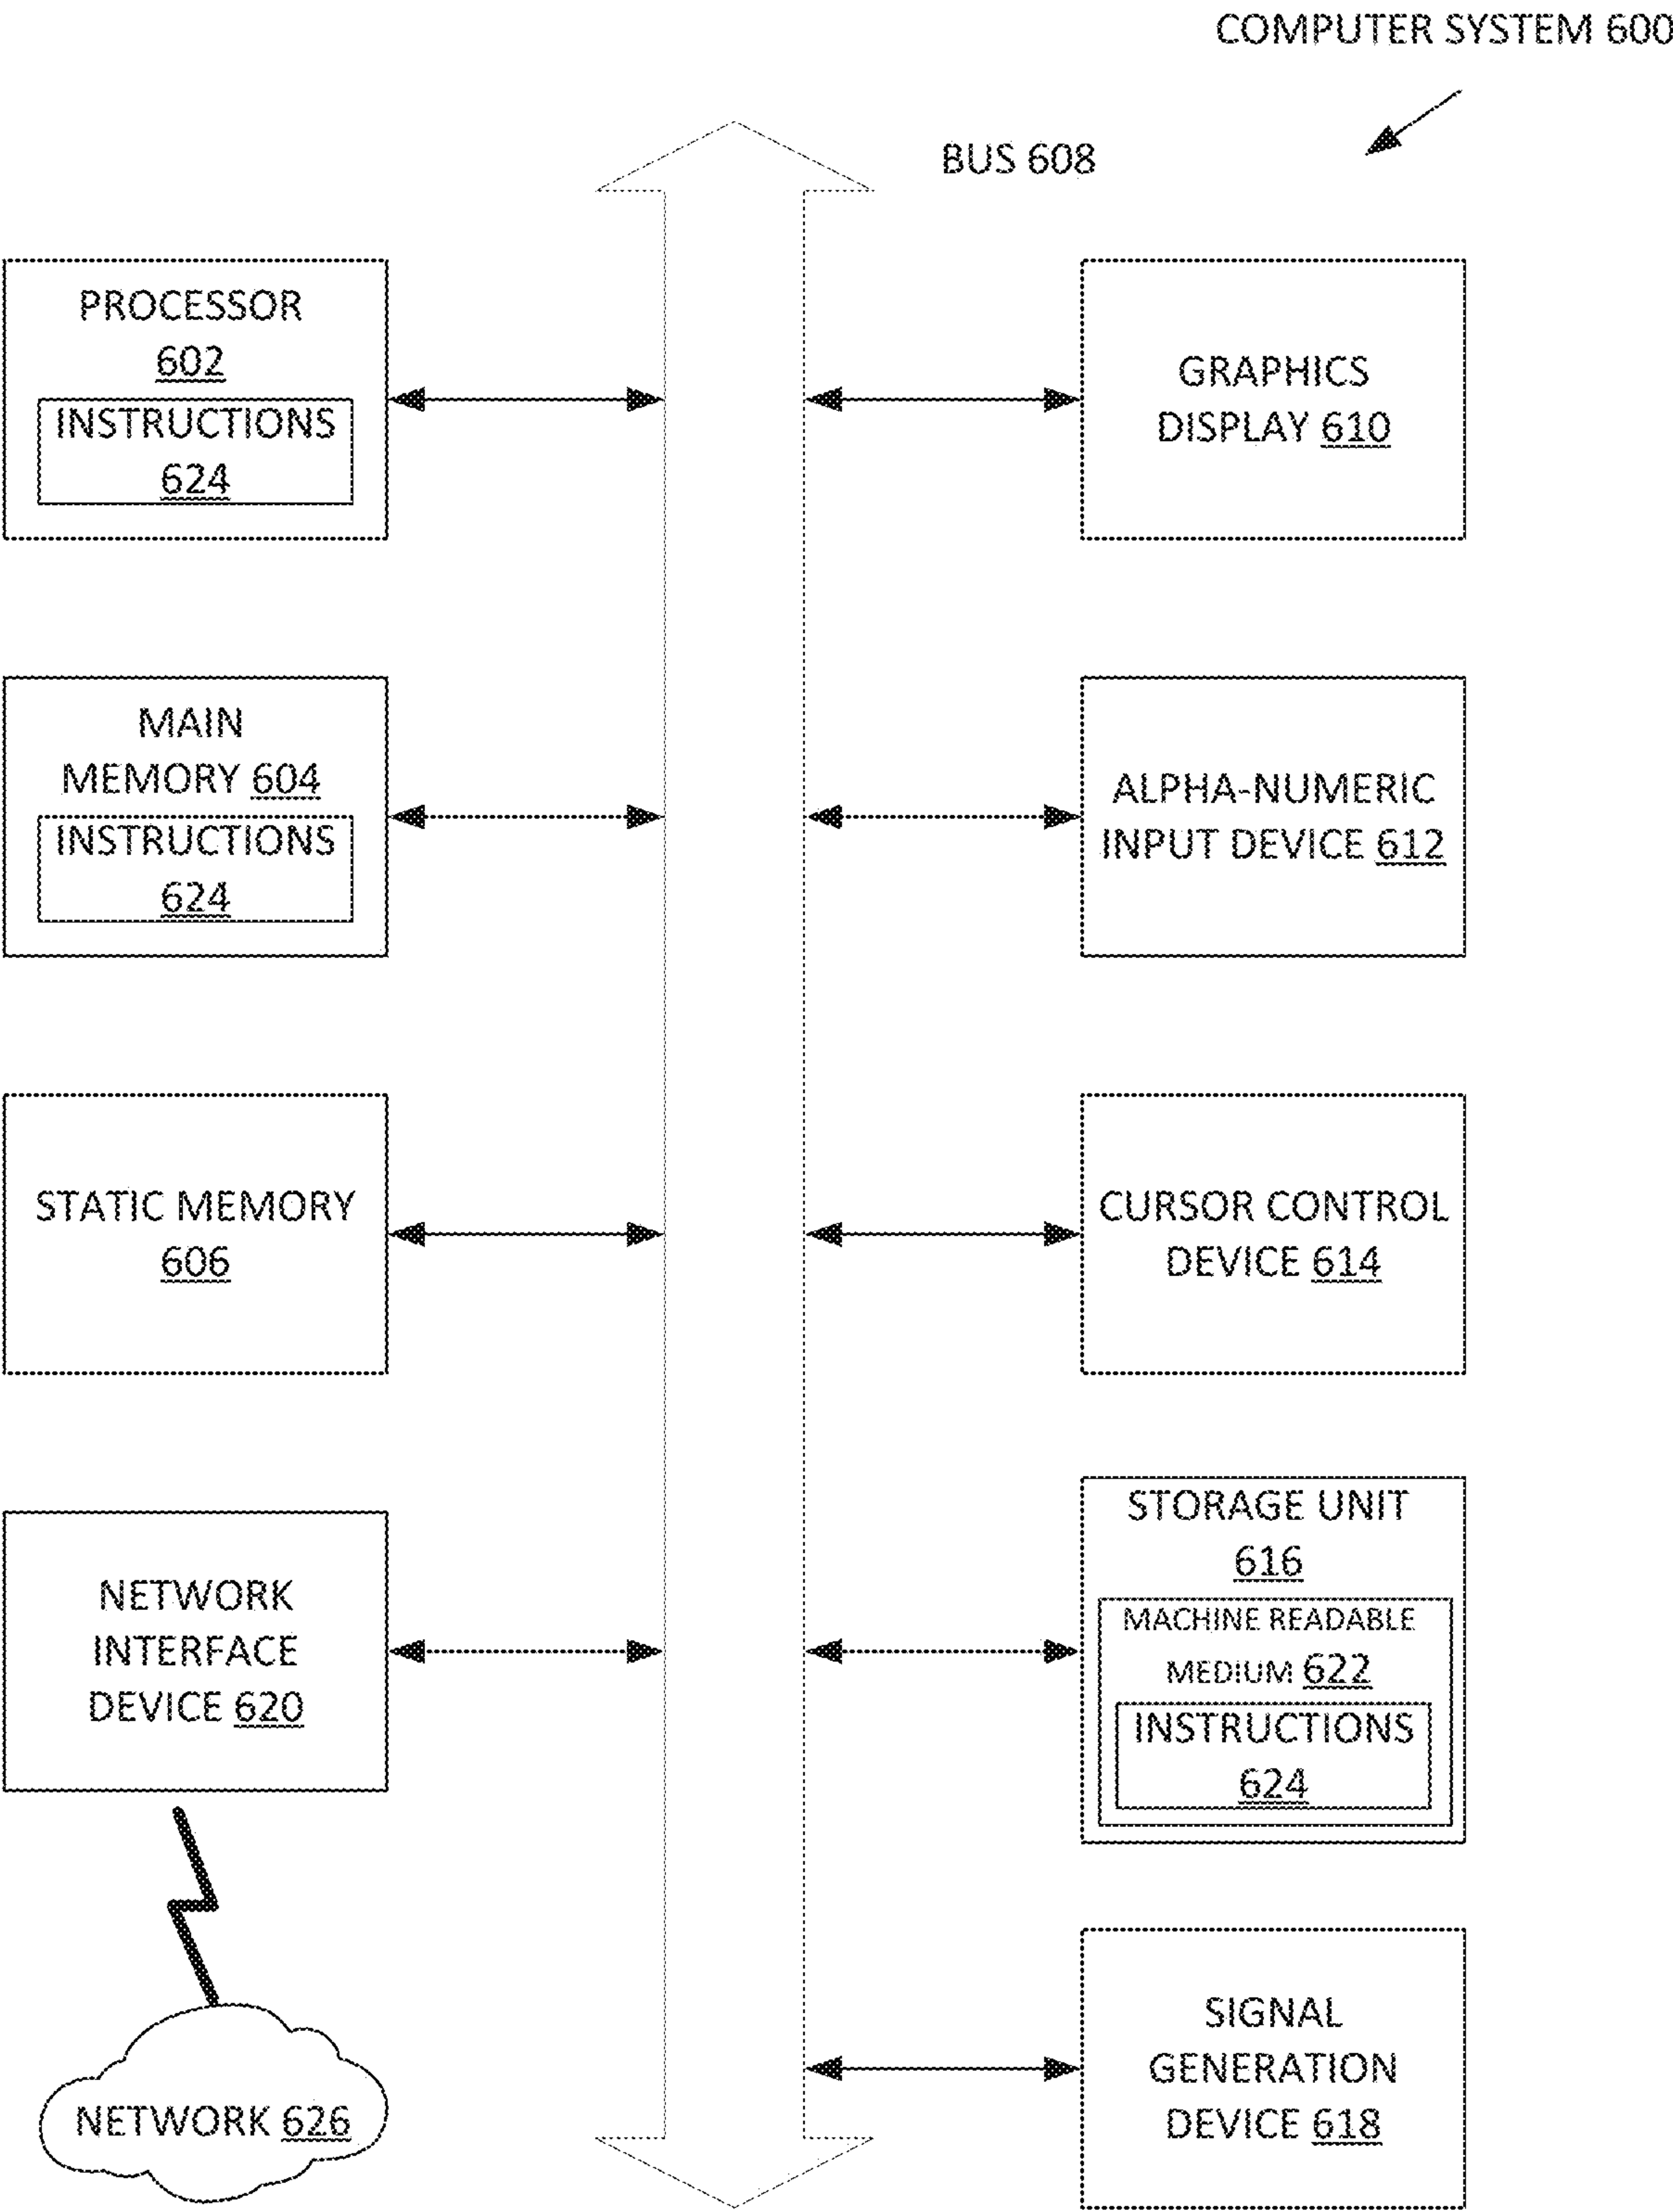 COMPUTER SYSTEM 600
BUS 608
PROCESSOR
602
INSTRUCTIONS
624
GRAPHICS
DISPLAY 610
MAIN
MEMORY 604
INSTRUCTIONS
624
ALPHA-NUMERIC
INPUT DEVICE 612
STATIC MEMORY
606
CURSOR CONTROL
DEVICE 614
NETWORK
INTERFACE
DEVICE 620
STORAGE UNIT
616
MACHINE READABLE
MEDIUM 622
INSTRUCTIONS
624
NETWORK 626
SIGNAL
GENERATION
DEVICE 618